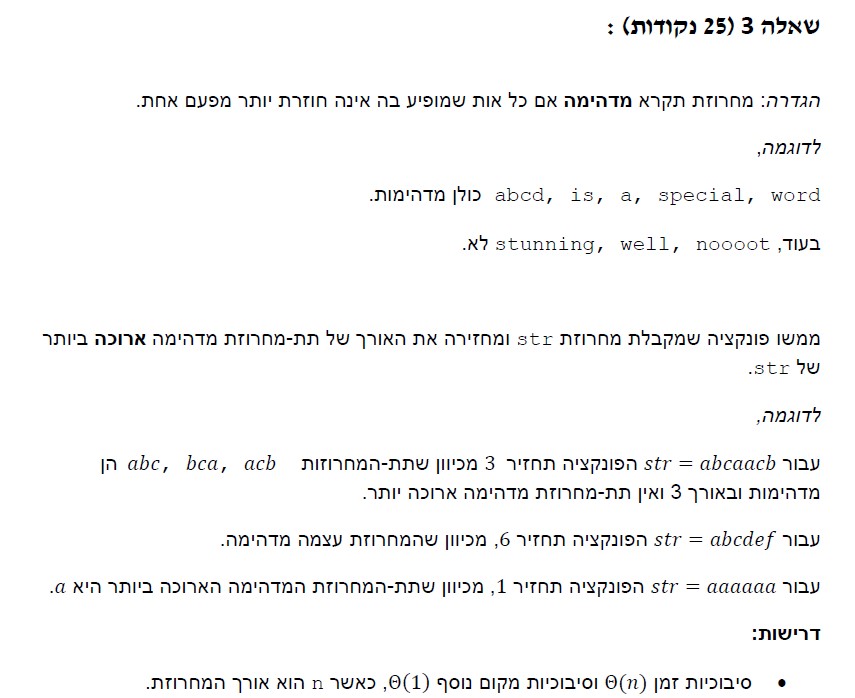 שאלה 3 (25 נקודות) :
הגדרה: מחרוזת תקרא מדהימה אם כל אות שמופיע בה אינה חוזרת יותר מפעם אחת.
לדוגמה,
abcd, is, a, special, word כולן מדהימות.
בעוד, stunning, well, noooot לא.
ממשו פונקציה שמקבלת מחרוזת str ומחזירה את האורך של תת-מחרוזת מדהימה ארוכה ביותר
של str.
לדוגמה,
עבור str = abcaacb הפונקציה תחזיר 3 מכיוון שתת-המחרוזות abc, bca, acb הן
מדהימות ובאורך 3 ואין תת-מחרוזת מדהימה ארוכה יותר.
עבור str = abcdef הפונקציה תחזיר 6, מכיוון שהמחרוזת עצמה מדהימה.
עבור str = aaaaaa הפונקציה תחזיר 1, מכיוון שתת-המחרוזת המדהימה הארוכה ביותר היא a.
דרישות:
• סיבוכיות זמן Θ(n) וסיבוכיות מקום נוסף Θ(1), כאשר n הוא אורך המחרוזת.